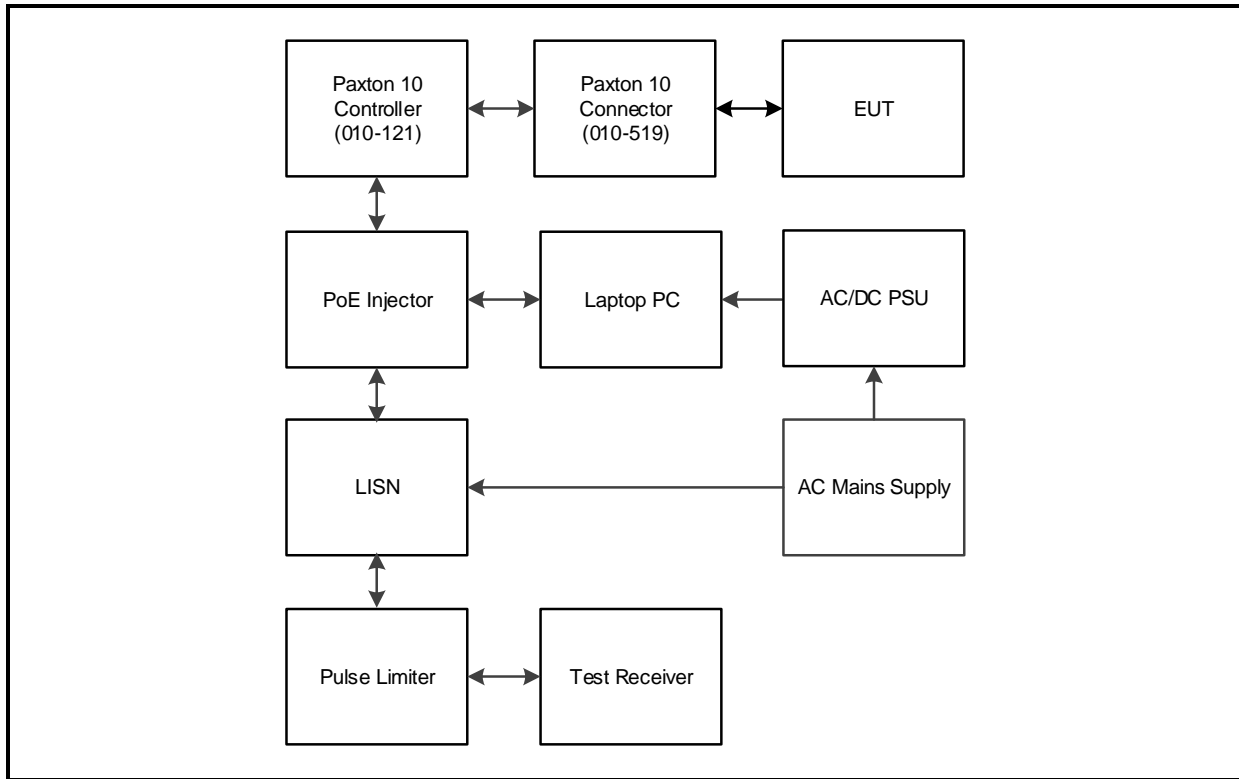 Paxton 10
Controller
(010-121)
Paxton 10
Connector
(010-519)
EUT
PoE Injector
Laptop PC
AC/DC PSU
LISN
AC Mains Supply
Pulse Limiter
Test Receiver